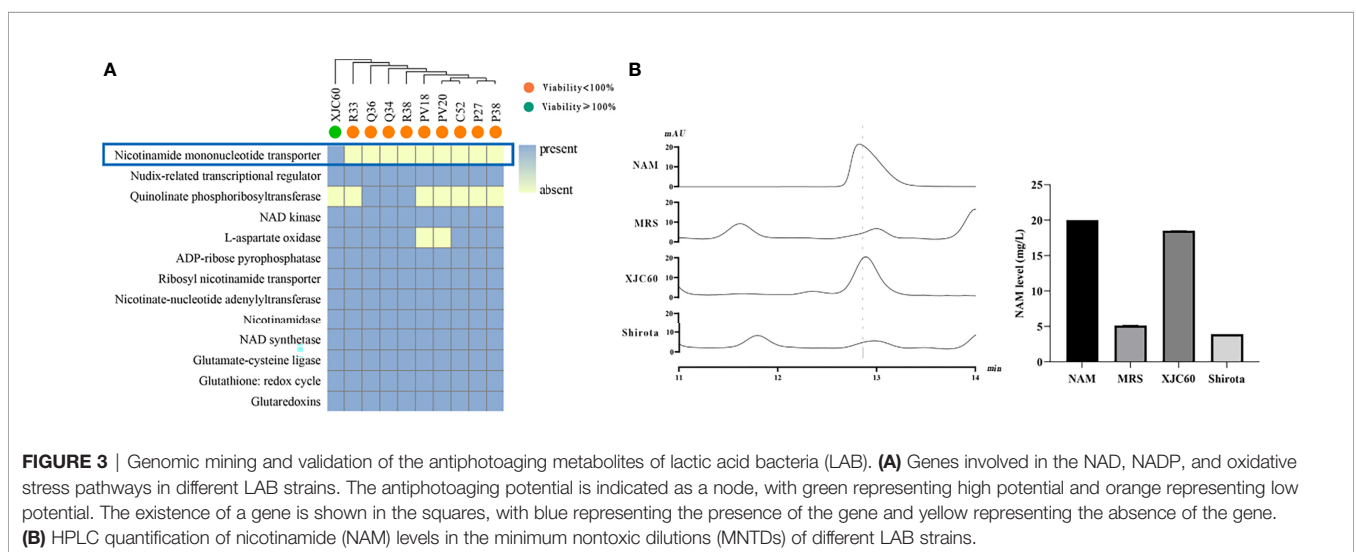 A
XJC60
R33
Q36
Q34
R38
PV18
PV20
C52
P27
P38
Viability<100%
Viability≥100%
Nicotinamide mononucleotide transporter
Nudix-related transcriptional regulator
Quinolinate phosphoribosyltransferase
NAD kinase
L-aspartate oxidase
ADP-ribose pyrophosphatase
Ribosyl nicotinamide transporter
Nicotinate-nucleotide adenylyltransferase
Nicotinamidase
NAD synthetase
Glutamate-cysteine ligase
Glutathione: redox cycle
Glutaredoxins
present
absent
B
mAU
NAM
20
10
0
MRS
20
10
0
XJC60
20
10
0
Shirota
20
10
0
11 12 13 14
min
NAM level (mg/L)
25
20
15
10
5
0
NAM MRS XJC60 Shirota
FIGURE 3 | Genomic mining and validation of the antiphotoaging metabolites of lactic acid bacteria (LAB). (A) Genes involved in the NAD, NADP, and oxidative
stress pathways in different LAB strains. The antiphotoaging potential is indicated as a node, with green representing high potential and orange representing low
potential. The existence of a gene is shown in the squares, with blue representing the presence of the gene and yellow representing the absence of the gene.
(B) HPLC quantification of nicotinamide (NAM) levels in the minimum nontoxic dilutions (MNTDs) of different LAB strains.